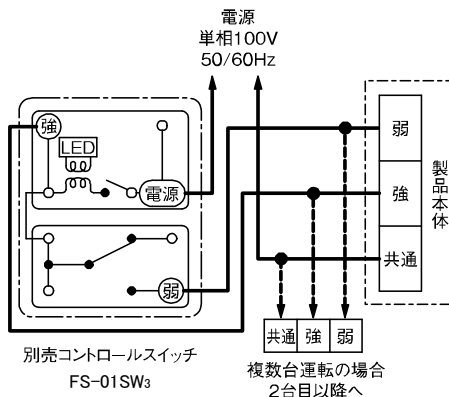 電源
単相100V
50/60Hz
強
LED
電源
弱
弱
強
共通
製品本体
共通
強
弱
別売コントロールスイッチ
FS-01SW3
複数台運転の場合
2台目以降へ